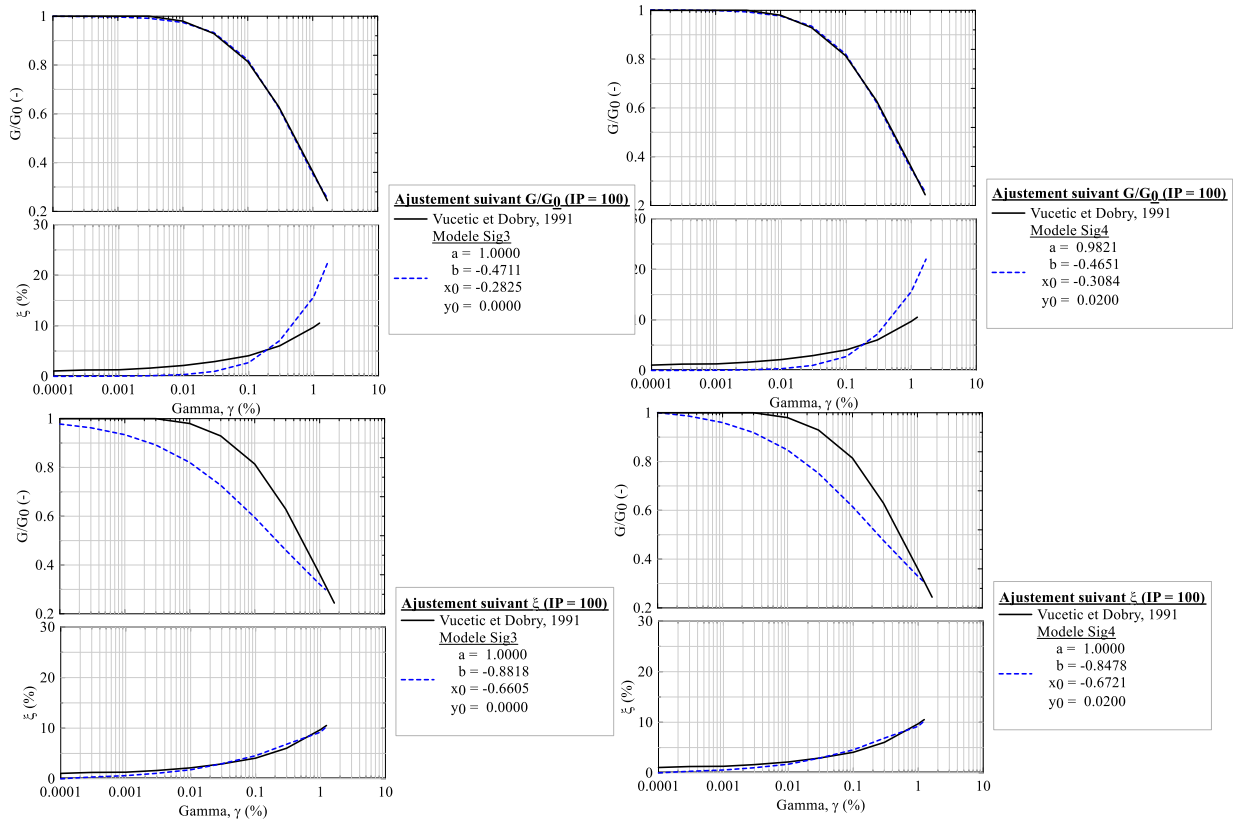 1
0.8
0.6
0.4
0.2
G/G0 (-)
30
20
10
0
ξ (%)
0.0001 0.001 0.01 0.1 1 10
Gamma, γ (%)
Ajustement suivant G/G0 (IP = 100)
Vucetic et Dobry, 1991
Modele Sig3
a = 1.0000
b = -0.4711
x0 = -0.2825
y0 = 0.0000
1
0.8
0.6
0.4
0.2
G/G0 (-)
30
20
10
0
0.0001 0.001 0.01 0.1 1 10
Gamma, γ (%)
Ajustement suivant G/G0 (IP = 100)
Vucetic et Dobry, 1991
Modele Sig4
a = 0.9821
b = -0.4651
x0 = -0.3084
y0 = 0.0200
1
0.8
0.6
0.4
0.2
G/G0 (-)
30
20
10
0
ξ (%)
0.0001 0.001 0.01 0.1 1 10
Gamma, γ (%)
Ajustement suivant ξ (IP = 100)
Vucetic et Dobry, 1991
Modele Sig3
a = 1.0000
b = -0.8818
x0 = -0.6605
y0 = 0.0000
1
0.8
0.6
0.4
0.2
G/G0 (-)
30
20
10
0
ξ (%)
0.0001 0.001 0.01 0.1 1 10
Gamma, γ (%)
Ajustement suivant ξ (IP = 100)
Vucetic et Dobry, 1991
Modele Sig4
a = 1.0000
b = -0.8478
x0 = -0.6721
y0 = 0.0200